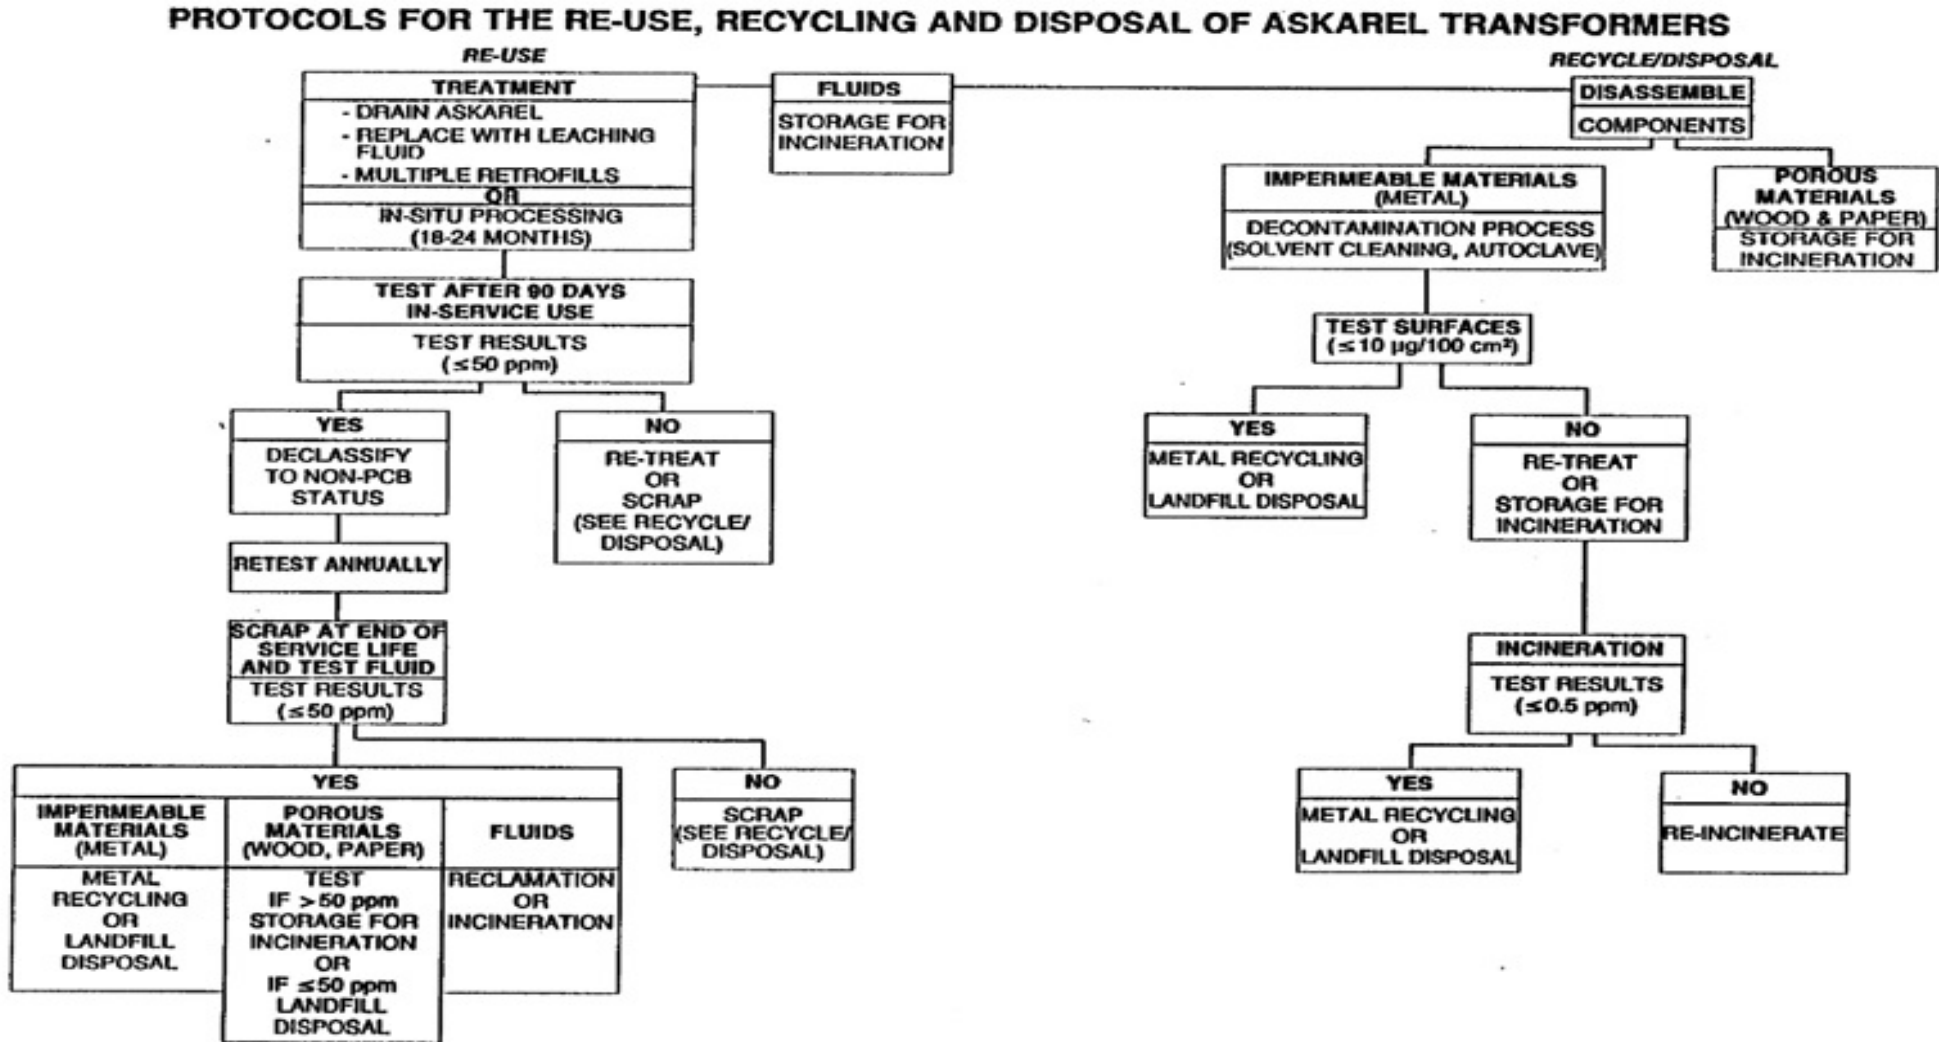 PROTOCOLS FOR THE RE-USE, RECYCLING AND DISPOSAL OF ASKAREL TRANSFORMERS
RE-USE
TREATMENT
- DRAIN ASKAREL
- REPLACE WITH LEACHING
FLUID
- MULTIPLE RETROFILLS
OR
IN-SITU PROCESSING
(18-24 MONTHS)
FLUIDS
STORAGE FOR
INCINERATION
RECYCLE/DISPOSAL
DISASSEMBLE
COMPONENTS
IMPERMEABLE MATERIALS
(METAL)
DECONTAMINATION PROCESS
(SOLVENT CLEANING, AUTOCLAVE)
POROUS
MATERIALS
(WOOD & PAPER)
STORAGE FOR
INCINERATION
TEST AFTER 90 DAYS
IN-SERVICE USE
TEST RESULTS
(≤50 ppm)
TEST SURFACES
(≤10 µg/100 cm²)
YES
DECLASSIFY
TO NON-PCB
STATUS
NO
RE-TREAT
OR
SCRAP
(SEE RECYCLE/
DISPOSAL)
YES
METAL RECYCLING
OR
LANDFILL DISPOSAL
NO
RE-TREAT
OR
STORAGE FOR
INCINERATION
RETEST ANNUALLY
SCRAP AT END OF
SERVICE LIFE
AND TEST FLUID
TEST RESULTS
(≤50 ppm)
INCINERATION
TEST RESULTS
(≤0.5 ppm)
YES
IMPERMEABLE
MATERIALS
(METAL)
METAL
RECYCLING
OR
LANDFILL
DISPOSAL
POROUS
MATERIALS
(WOOD, PAPER)
TEST
IF >50 ppm
STORAGE FOR
INCINERATION
OR
IF ≤50 ppm
LANDFILL
DISPOSAL
FLUIDS
RECLAMATION
OR
INCINERATION
NO
SCRAP
(SEE RECYCLE/
DISPOSAL)
YES
METAL RECYCLING
OR
LANDFILL DISPOSAL
NO
RE-INCINERATE